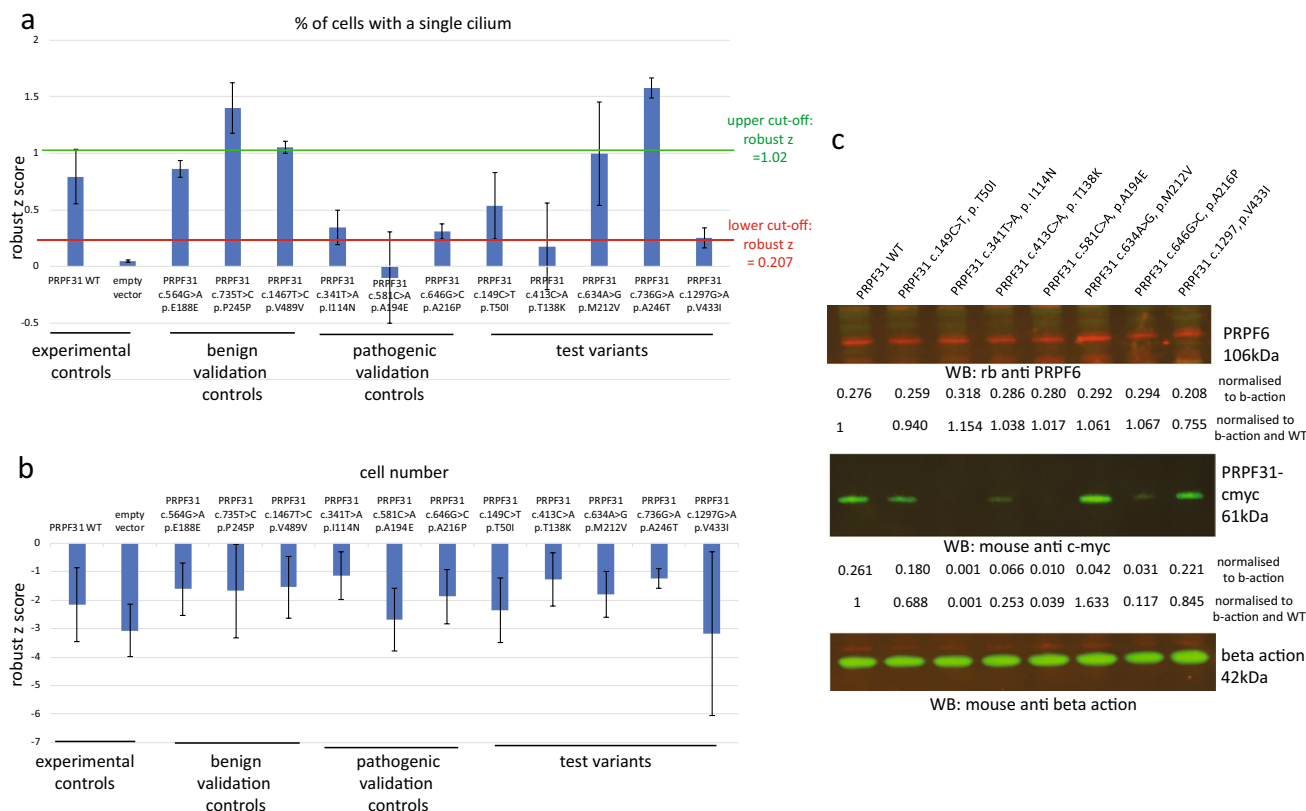 a
% of cells with a single cilium
2
1.5
1
0.5
0
-0.5
robust z score
upper cut-off:
robust z
=1.02
lower cut-off:
robust z
= 0.207
PRPF31 WT
empty
vector
PRPF31
c.564G>A
p.E188E
PRPF31
c.735T>C
p.P245P
PRPF31
c.1467T>C
p.V489V
PRPF31
c.341T>A
p.I114N
PRPF31
c.581C>A
p.A194E
PRPF31
c.646G>C
p.A216P
PRPF31
c.149C>T
p.T50I
PRPF31
c.413C>A
p.T138K
PRPF31
c.634A>G
p.M212V
PRPF31
c.736G>A
p.A246T
PRPF31
c.1297G>A
p.V433I
experimental
controls
benign
validation
controls
pathogenic
validation
controls
test variants
b
cell number
PRPF31 WT
empty
vector
PRPF31
c.564G>A
p.E188E
PRPF31
c.735T>C
p.P245P
PRPF31
c.1467T>C
p.V489V
PRPF31
c.341T>A
p.I114N
PRPF31
c.581C>A
p.A194E
PRPF31
c.646G>C
p.A216P
PRPF31
c.149C>T
p.T50I
PRPF31
c.413C>A
p.T138K
PRPF31
c.634A>G
p.M212V
PRPF31
c.736G>A
p.A246T
PRPF31
c.1297G>A
p.V433I
0
-1
-2
-3
-4
-5
-6
-7
robust z score
experimental
controls
benign
validation
controls
pathogenic
validation
controls
test variants
c
PRPF31 WT
PRPF31 c.149C>T, p. T50I
PRPF31 c.341T>A, p. I114N
PRPF31 c.413C>A, p. T138K
PRPF31 c.581C>A, p.A194E
PRPF31 c.634A>G, p.M212V
PRPF31 c.646G>C, p.A216P
PRPF31 c.1297, p.V433I
PRPF6
106kDa
WB: rb anti PRPF6
0.276 0.259 0.318 0.286 0.280 0.292 0.294 0.208 normalised
to b-action
1 0.940 1.154 1.038 1.017 1.061 1.067 0.755 normalised to
b-action and WT
PRPF31-
cmyc
61kDa
WB: mouse anti c-myc
0.261 0.180 0.001 0.066 0.010 0.042 0.031 0.221 normalised
to b-action
1 0.688 0.001 0.253 0.039 1.633 0.117 0.845 normalised to
b-action and WT
beta action
42kDa
WB: mouse anti beta action